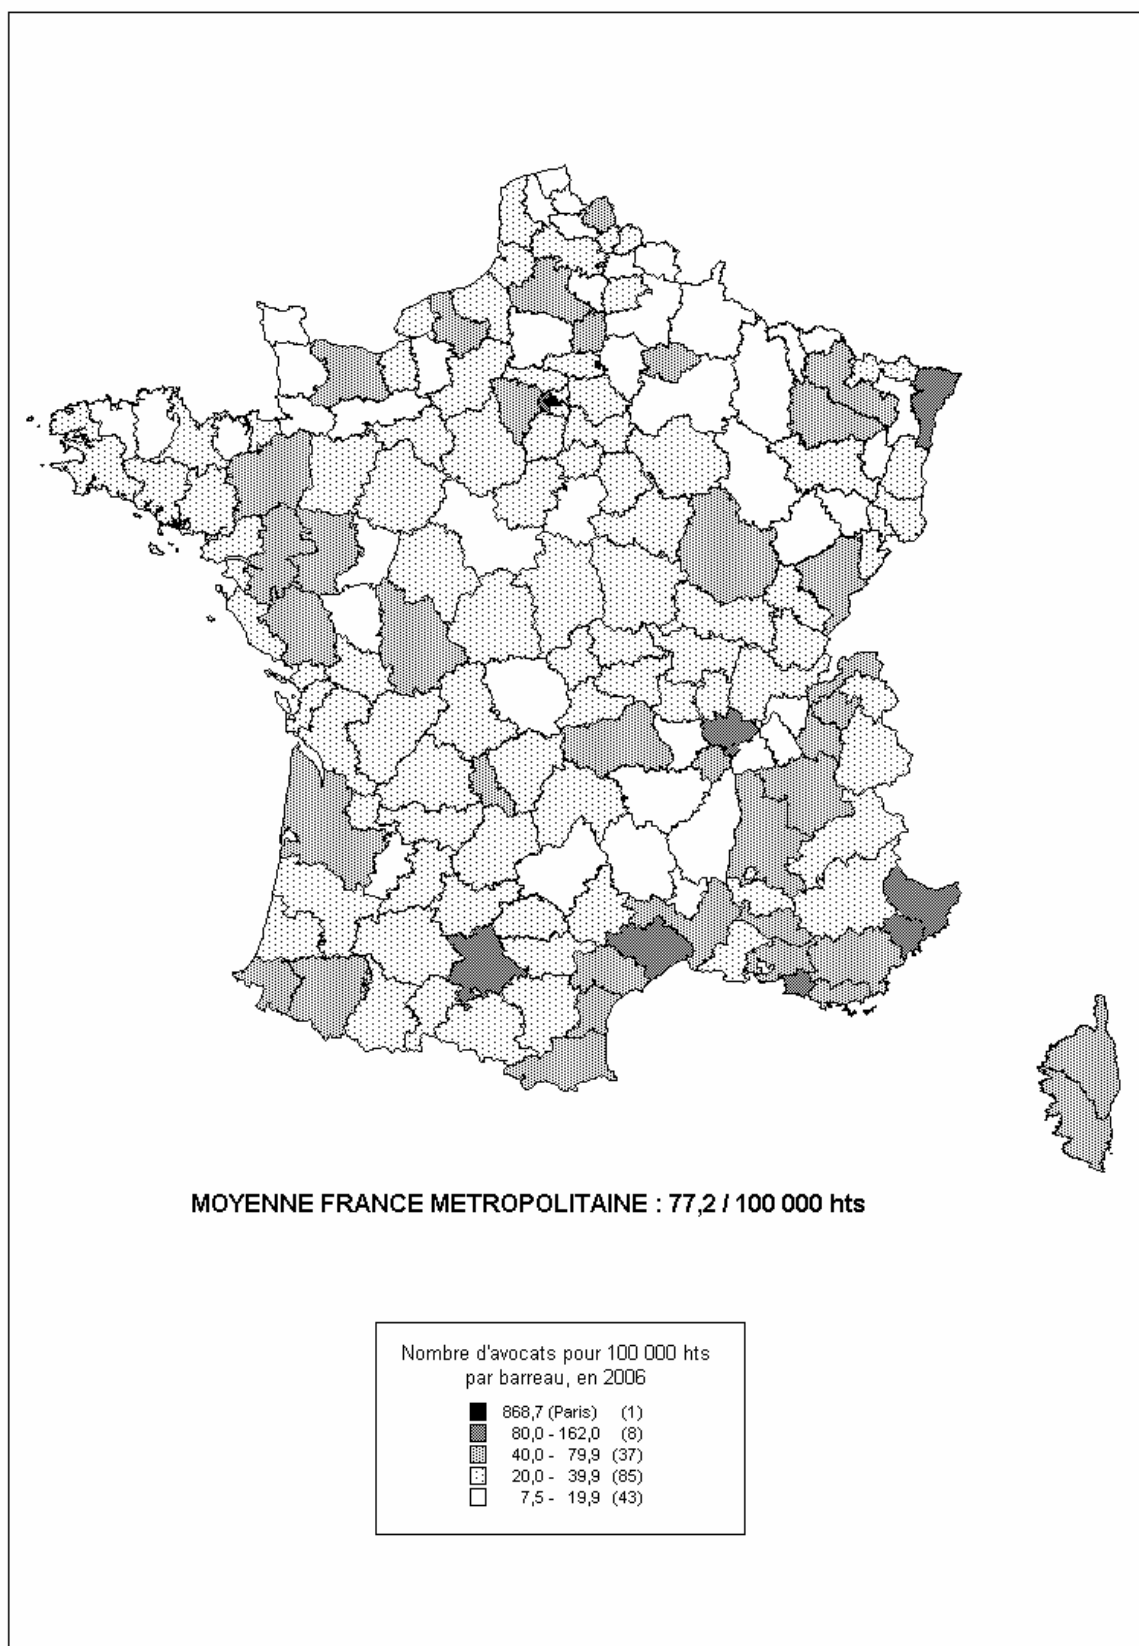 MOYENNE FRANCE METROPOLITAINE : 77,2 / 100 000 hts
Nombre d'avocats pour 100 000 hts
par barreau, en 2006
868,7 (Paris) (1)
80,0 - 162,0 (8)
40,0 - 79,9 (37)
20,0 - 39,9 (85)
7,5 - 19,9 (43)